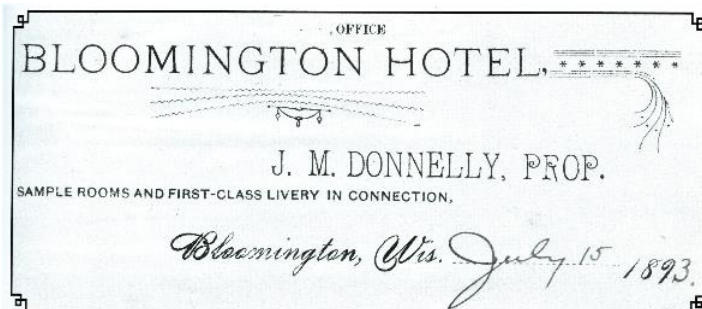 OFFICE
BLOOMINGTON HOTEL,
J. M. DONNELLY, PROP.
SAMPLE ROOMS AND FIRST-CLASS LIVERY IN CONNECTION,
Bloomington, Wis. July 15 1893.